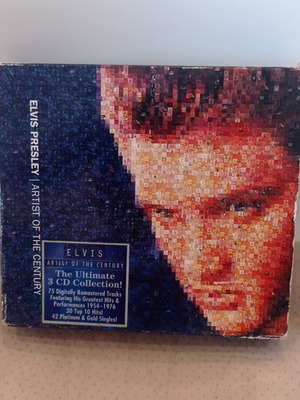 ELVIS PRESLEY | ARTIST OF THE CENTURY
ELVIS
ARTIST OF THE CENTURY
The Ultimate
3 CD Collection!
75 Digitally Remastered Tracks
Featuring His Greatest Hits &
Performances 1954-1976
30 Top 10 Hits!
42 Platinum & Gold Singles!